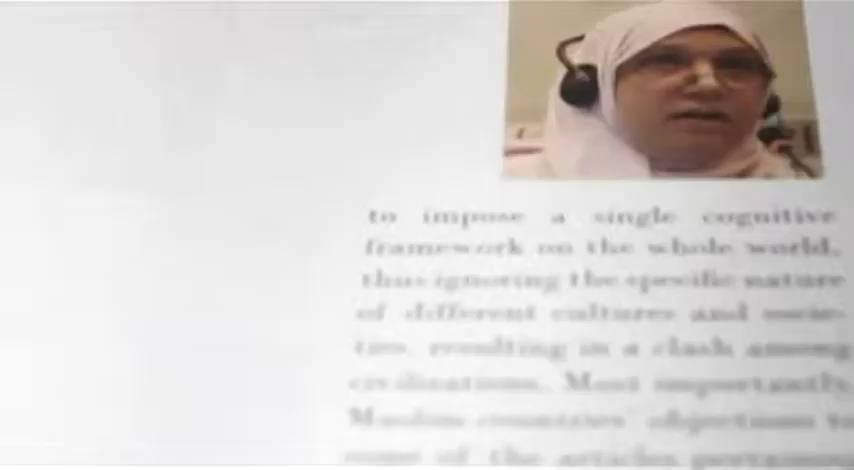 to impose a single cognitive
framework on the whole world,
thus ignoring the specific nature
of different cultures and socie-
ties, resulting in a clash among
civilizations. Most importantly,
Muslim countries' objections to
some of the articles